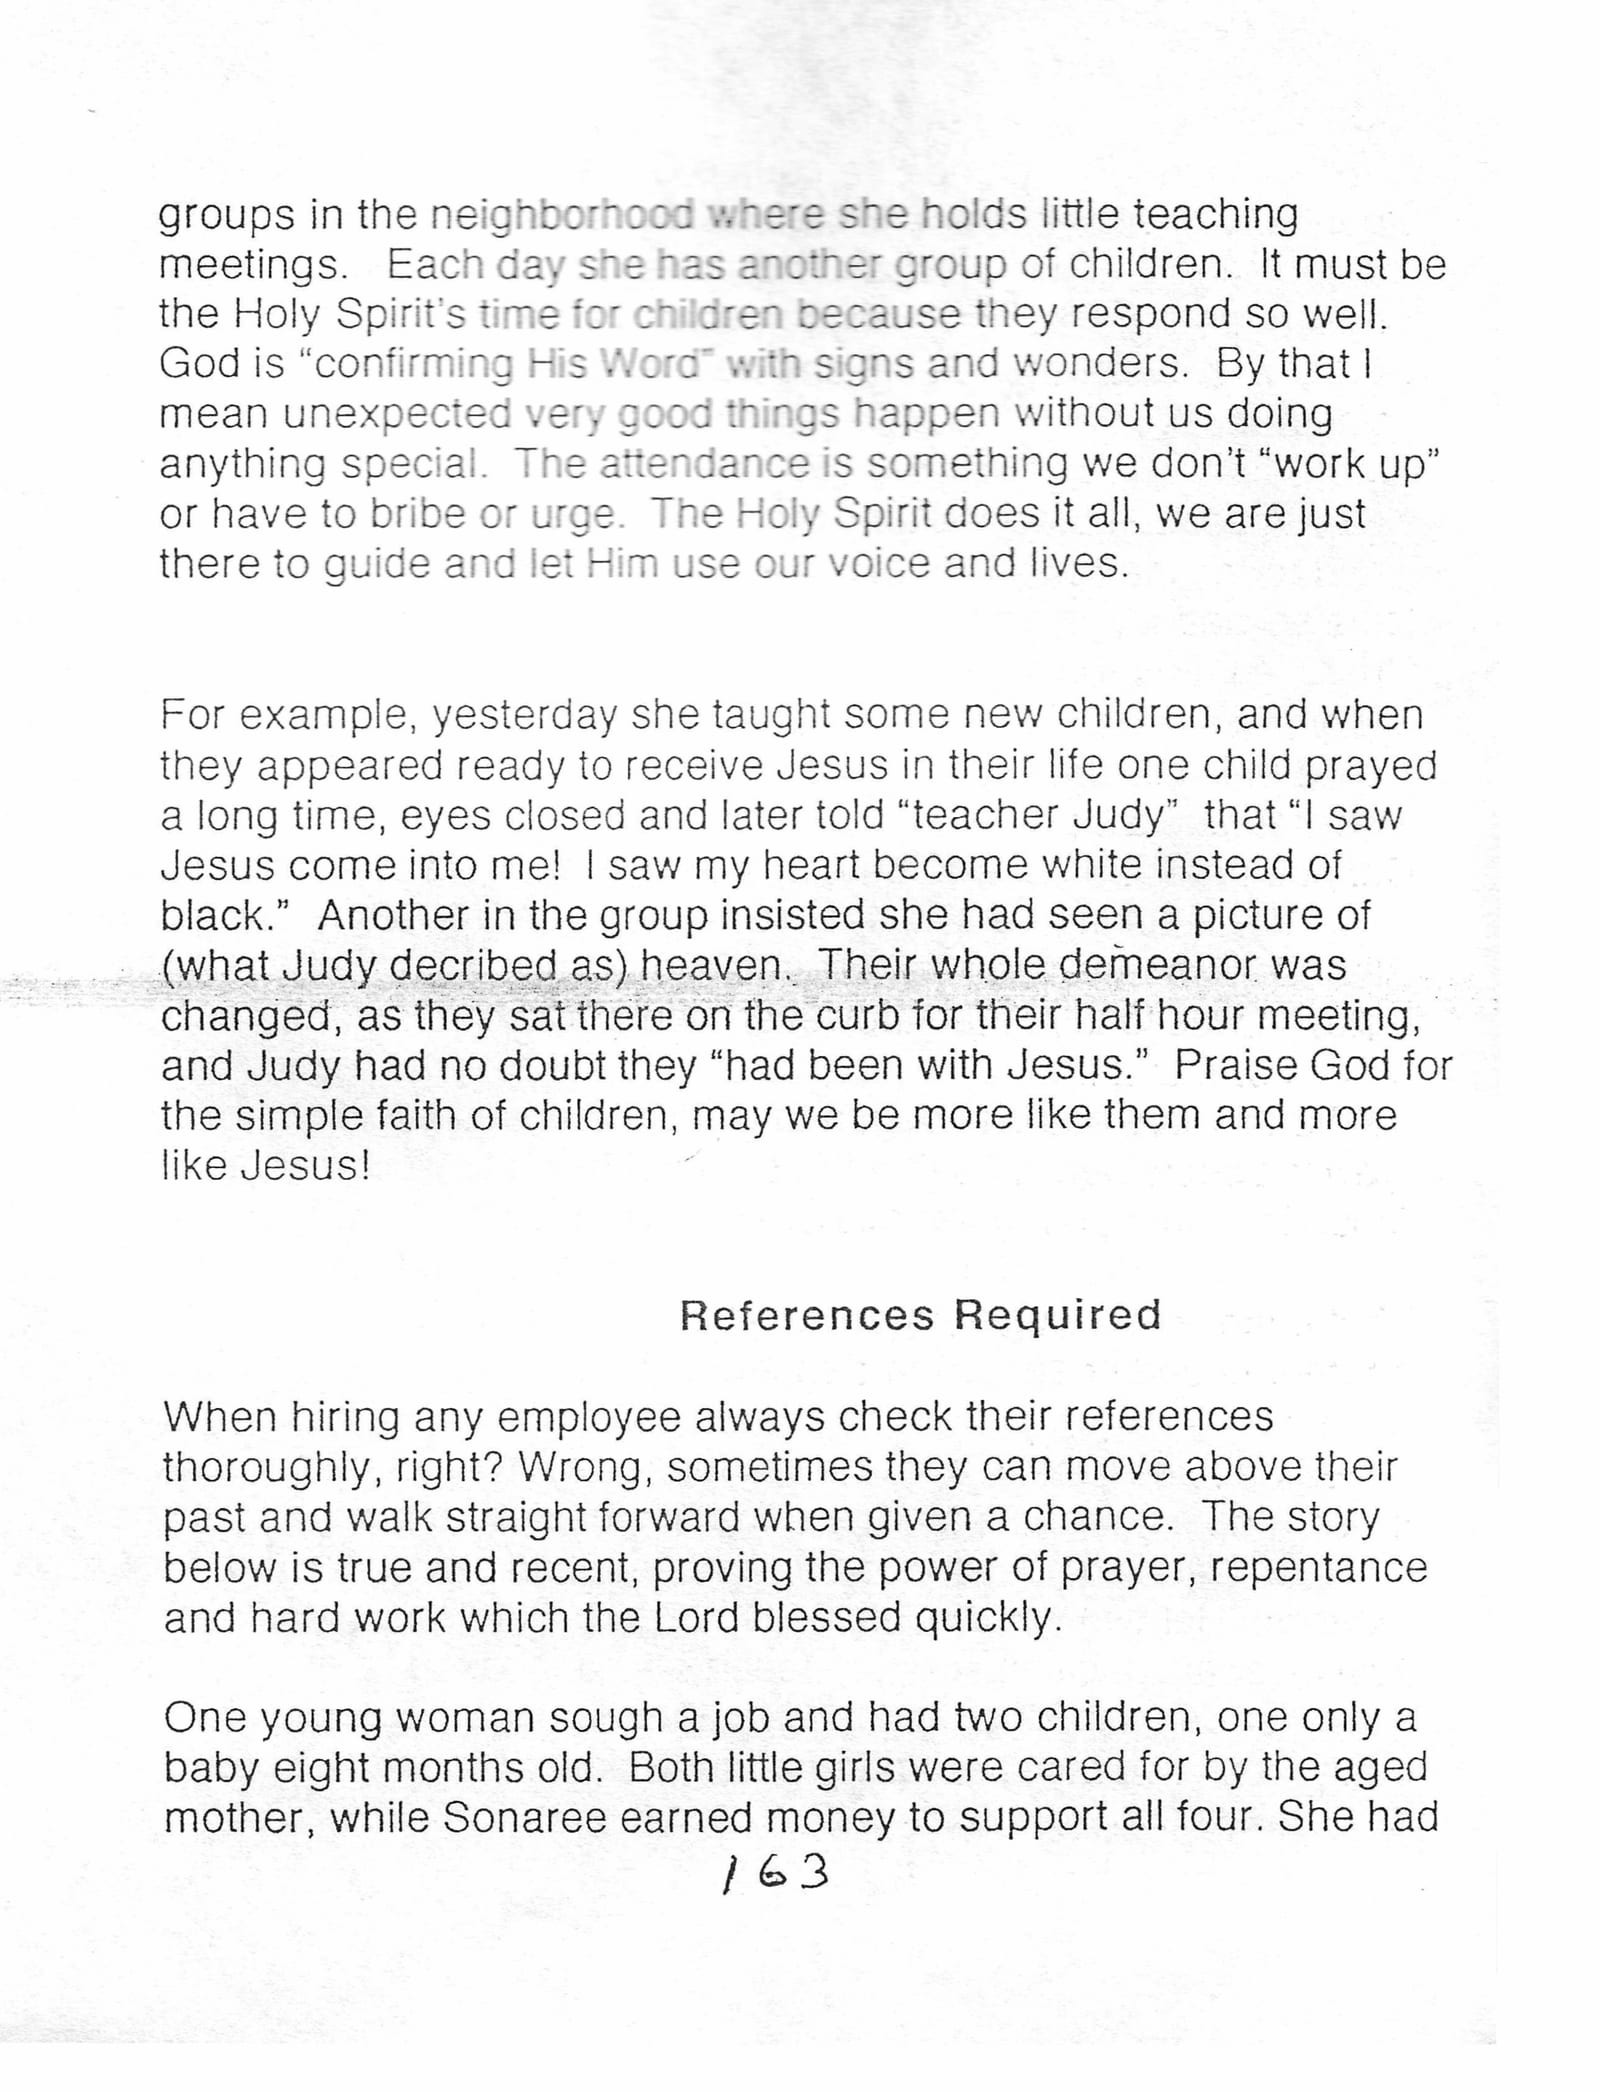 groups in the neighborhood where she holds little teaching
meetings. Each day she has another group of children. It must be
the Holy Spirit's time for children because they respond so well.
God is “confirming His Word” with signs and wonders. By that I
mean unexpected very good things happen without us doing
anything special. The attendance is something we don't “work up”
or have to bribe or urge. The Holy Spirit does it all, we are just
there to guide and let Him use our voice and lives.
For example, yesterday she taught some new children, and when
they appeared ready to receive Jesus in their life one child prayed
a long time, eyes closed and later told “teacher Judy” that “I saw
Jesus come into me! I saw my heart become white instead of
black.” Another in the group insisted she had seen a picture of
(what Judy decribed as) heaven. Their whole demeanor was
changed, as they sat there on the curb for their half hour meeting,
and Judy had no doubt they “had been with Jesus.” Praise God for
the simple faith of children, may we be more like them and more
like Jesus!
References Required
When hiring any employee always check their references
thoroughly, right? Wrong, sometimes they can move above their
past and walk straight forward when given a chance. The story
below is true and recent, proving the power of prayer, repentance
and hard work which the Lord blessed quickly.
One young woman sough a job and had two children, one only a
baby eight months old. Both little girls were cared for by the aged
mother, while Sonaree earned money to support all four. She had
163